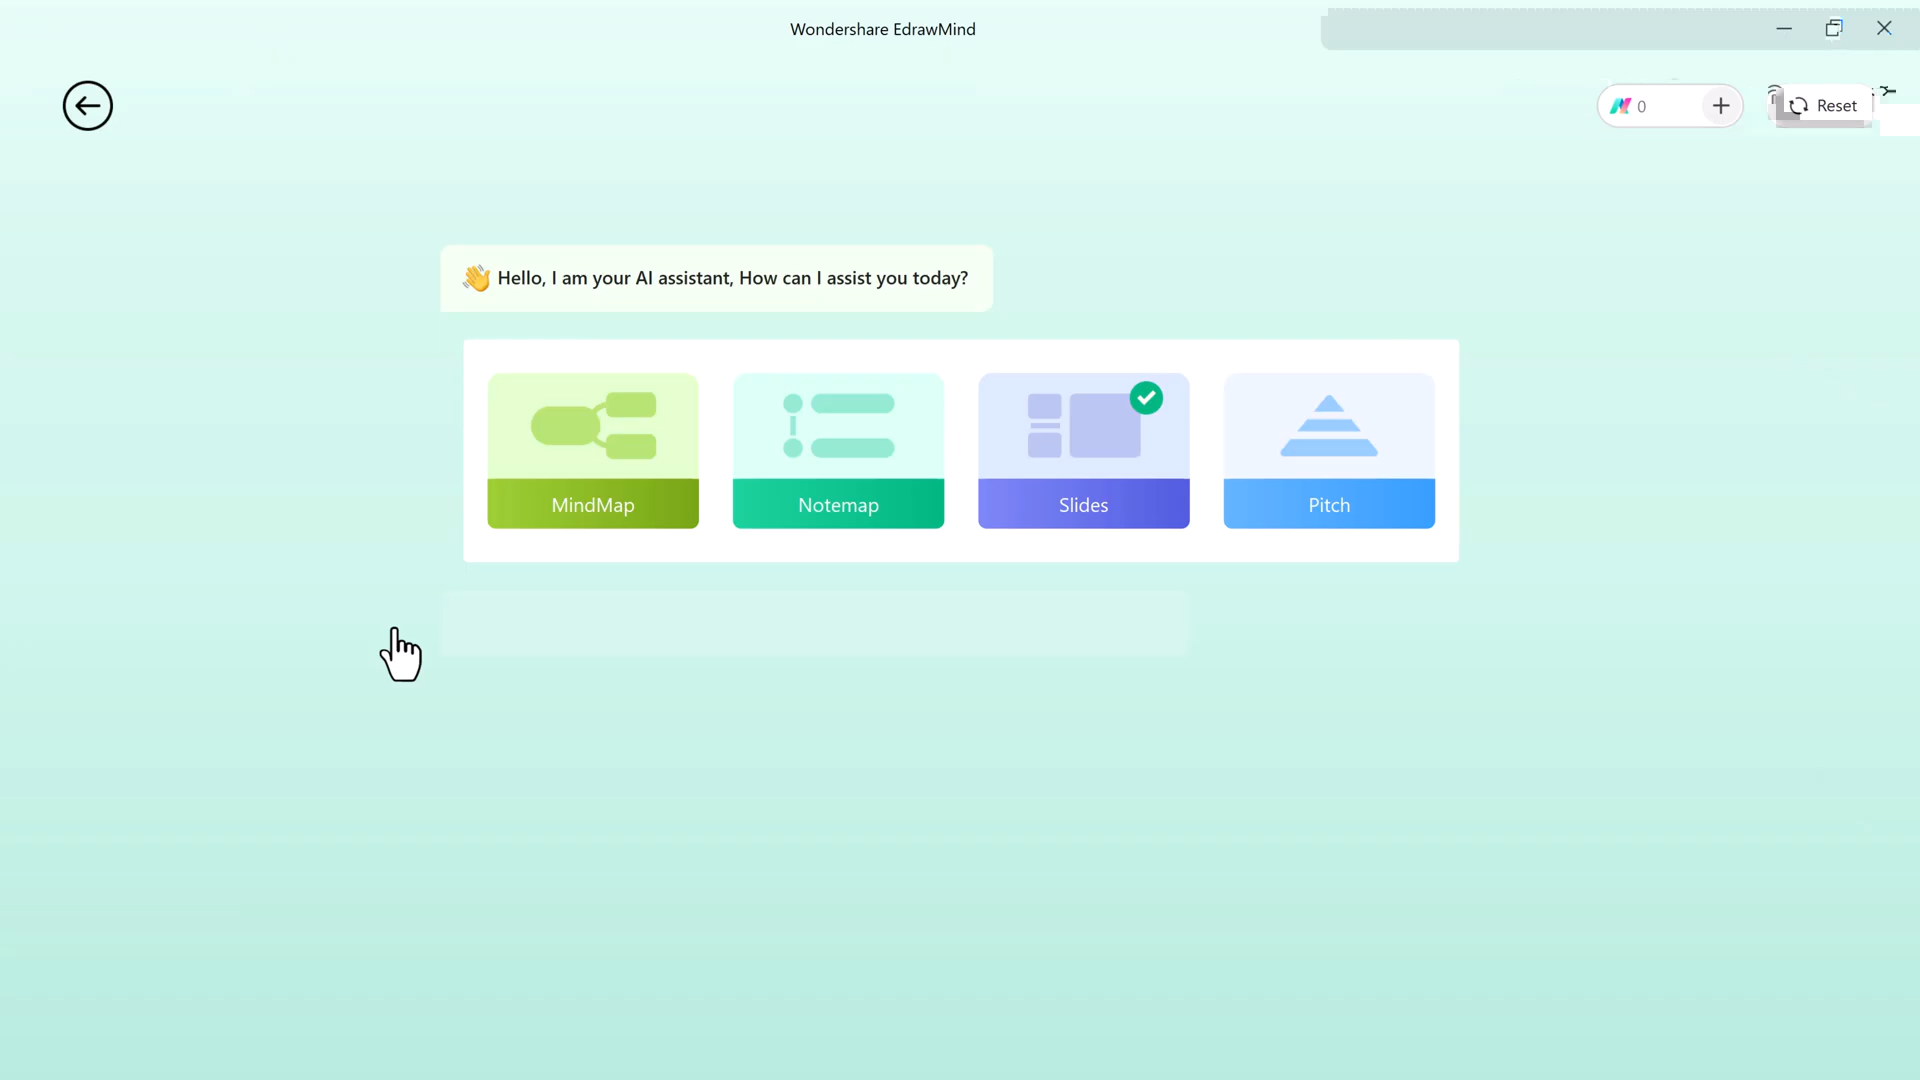 Wondershare EdrawMind
0
Reset
Hello, I am your AI assistant, How can I assist you today?
MindMap
Notemap
Slides
Pitch